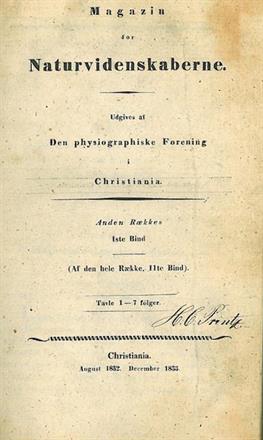 Magazin
for
Naturvidenskaberne.
Udgives af
Den physiographiske Forening
i
Christiania.
Anden Rækkes
1ste Bind
(Af den hele Række, 11te Bind).
Tavle 1—7 følger.
H. C. Printz
Christiania.
August 1832. December 1833.